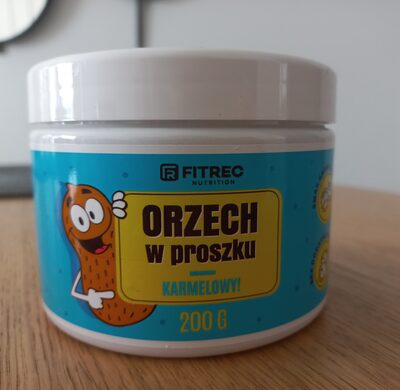 FITREC
NUTRITION
ORZECH
w proszku
KARMELOWY!
200 G